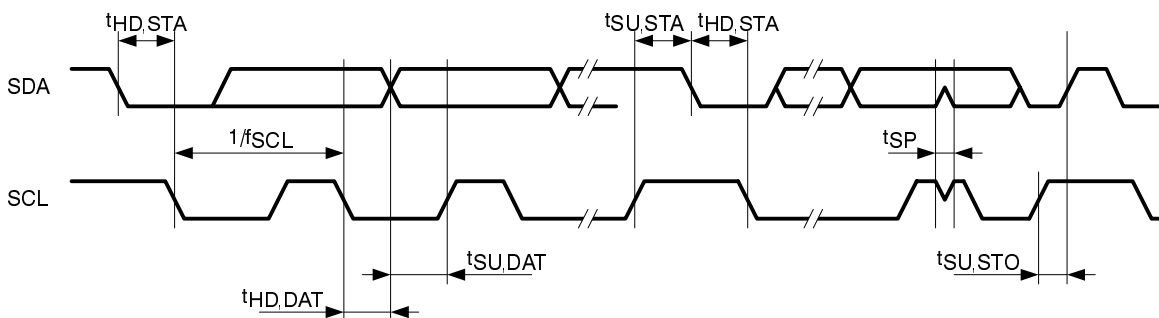 tHD,STA
tSU,STA
tHD,STA
SDA
1/fSCL
tSP
SCL
tSU,DAT
tSU,STO
tHD,DAT